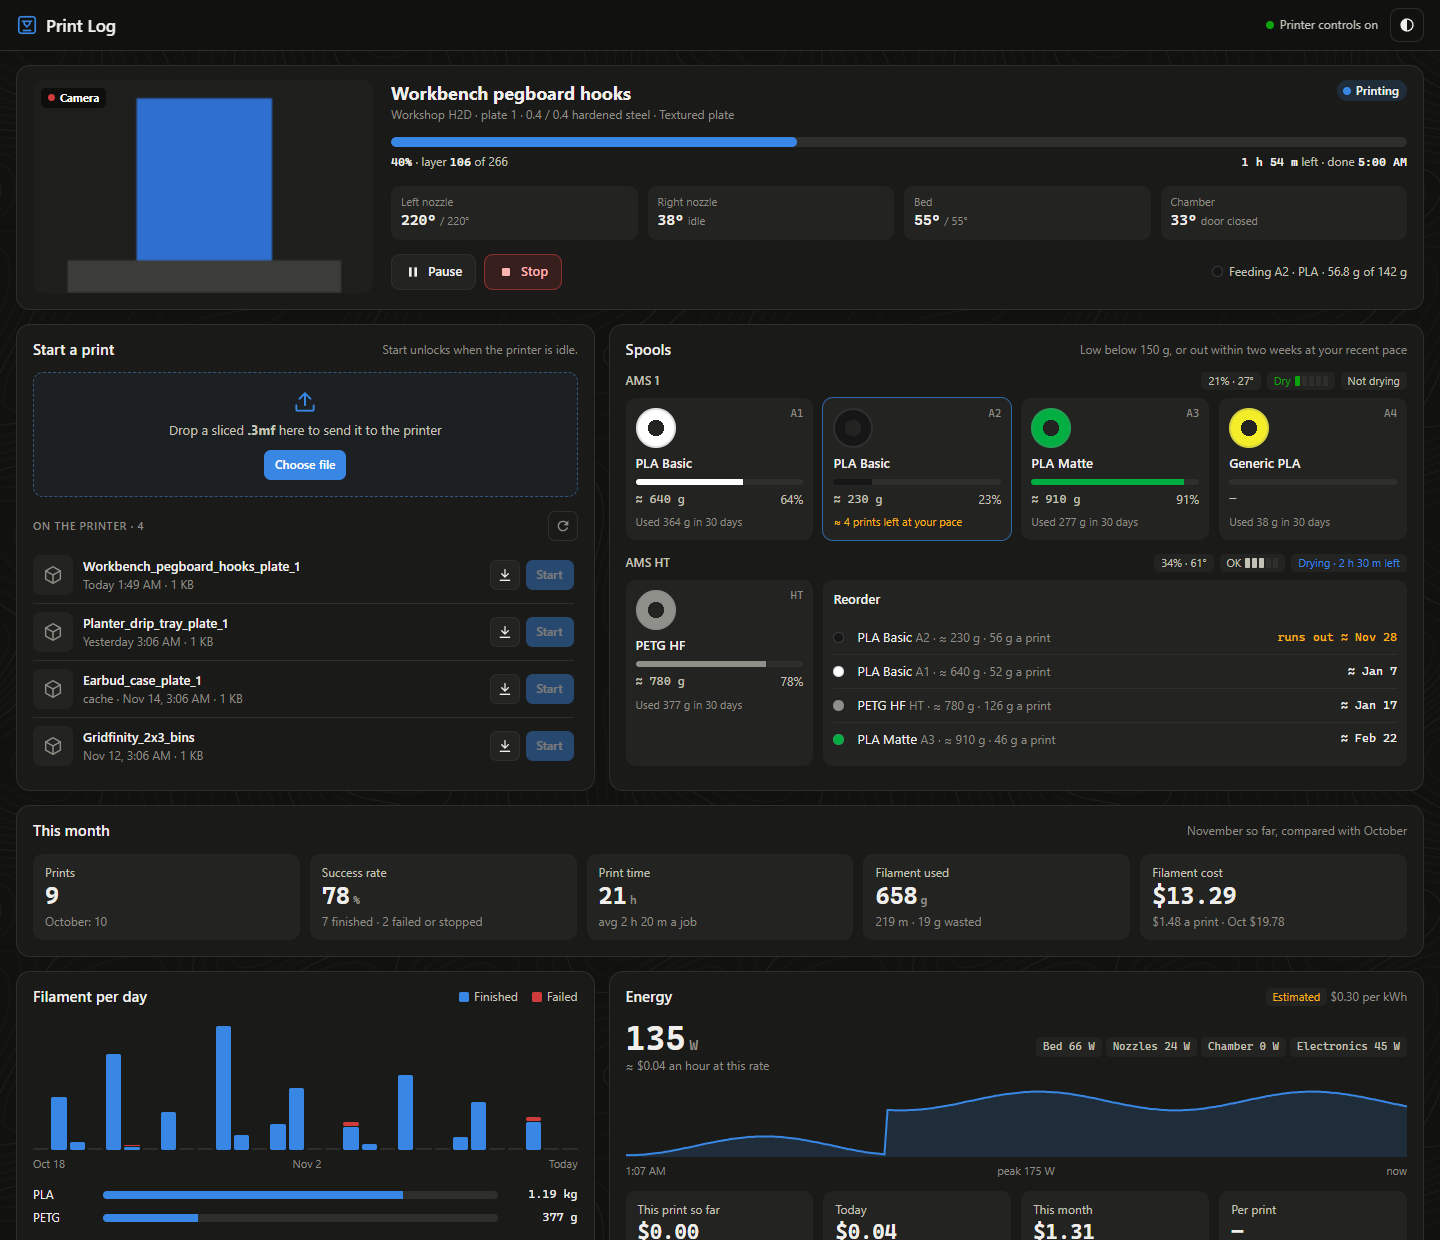 Print Log
Printer controls on
Camera
Workbench pegboard hooks
Printing
Workshop H2D · plate 1 · 0.4 / 0.4 hardened steel · Textured plate
40% · layer 106 of 266
1 h 54 m left · done 5:00 AM
Left nozzle
220° / 220°
Right nozzle
38° idle
Bed
55° / 55°
Chamber
33° door closed
Pause
Stop
Feeding A2 · PLA · 56.8 g of 142 g
Start a print
Start unlocks when the printer is idle.
Drop a sliced .3mf here to send it to the printer
Choose file
ON THE PRINTER · 4
Workbench_pegboard_hooks_plate_1
Today 1:49 AM · 1 KB
Start
Planter_drip_tray_plate_1
Yesterday 3:06 AM · 1 KB
Start
Earbud_case_plate_1
cache · Nov 14, 3:06 AM · 1 KB
Start
Gridfinity_2x3_bins
Nov 12, 3:06 AM · 1 KB
Start
Spools
Low below 150 g, or out within two weeks at your recent pace
AMS 1
21% · 27°
Dry
Not drying
A1
PLA Basic
≈ 640 g
64%
Used 364 g in 30 days
A2
PLA Basic
≈ 230 g
23%
≈ 4 prints left at your pace
A3
PLA Matte
≈ 910 g
91%
Used 277 g in 30 days
A4
Generic PLA
–
Used 38 g in 30 days
AMS HT
34% · 61°
OK
Drying · 2 h 30 m left
HT
PETG HF
≈ 780 g
78%
Used 377 g in 30 days
Reorder
PLA Basic A2 · ≈ 230 g · 56 g a print
runs out ≈ Nov 28
PLA Basic A1 · ≈ 640 g · 52 g a print
≈ Jan 7
PETG HF HT · ≈ 780 g · 126 g a print
≈ Jan 17
PLA Matte A3 · ≈ 910 g · 46 g a print
≈ Feb 22
This month
November so far, compared with October
Prints
9
October: 10
Success rate
78 %
7 finished · 2 failed or stopped
Print time
21 h
avg 2 h 20 m a job
Filament used
658 g
219 m · 19 g wasted
Filament cost
$13.29
$1.48 a print · Oct $19.78
Filament per day
Finished
Failed
Oct 18
Nov 2
Today
PLA
1.19 kg
PETG
377 g
Energy
Estimated
$0.30 per kWh
135 W
≈ $0.04 an hour at this rate
Bed 66 W
Nozzles 24 W
Chamber 0 W
Electronics 45 W
1:07 AM
peak 175 W
now
This print so far
$0.00
Today
$0.04
This month
$1.31
Per print
–